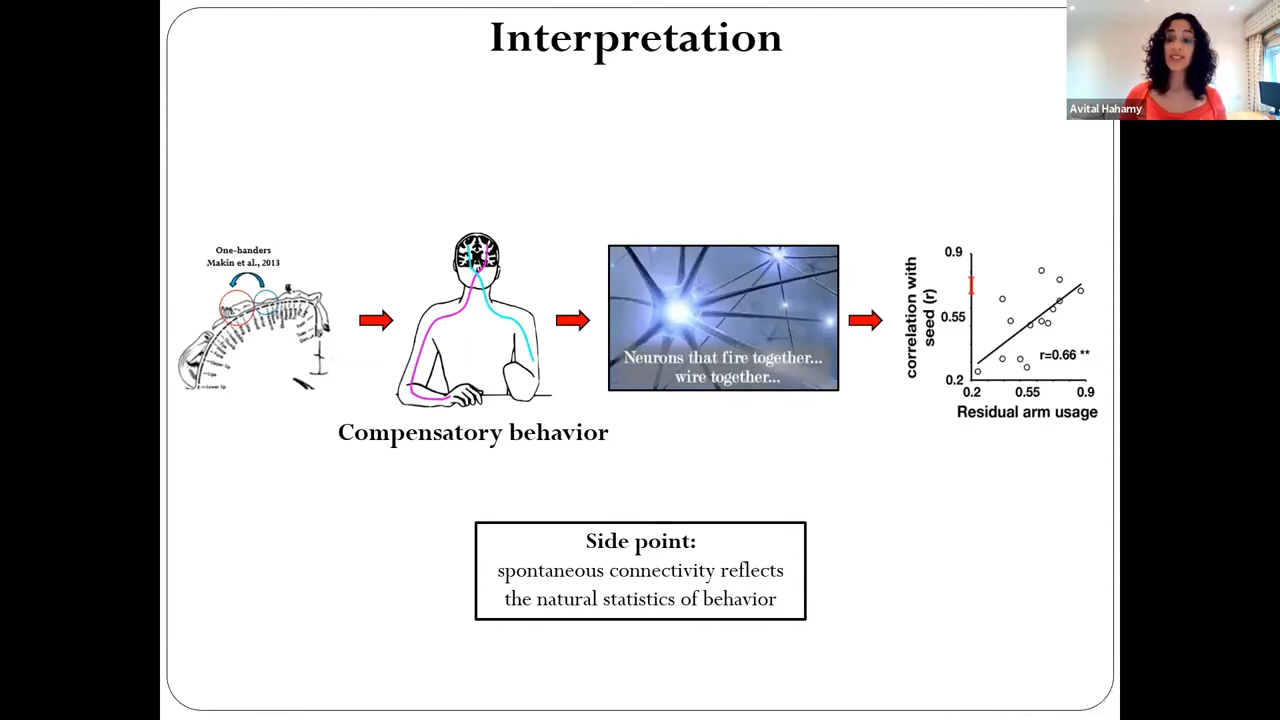 Interpretation
Avital Hahamy
One-handers
Makin et al., 2013
Compensatory behavior
Neurons that fire together...
wire together...
correlation with
seed (r)
0.9
0.55
0.2
r=0.66 **
0.2 0.55 0.9
Residual arm usage
Side point:
spontaneous connectivity reflects
the natural statistics of behavior